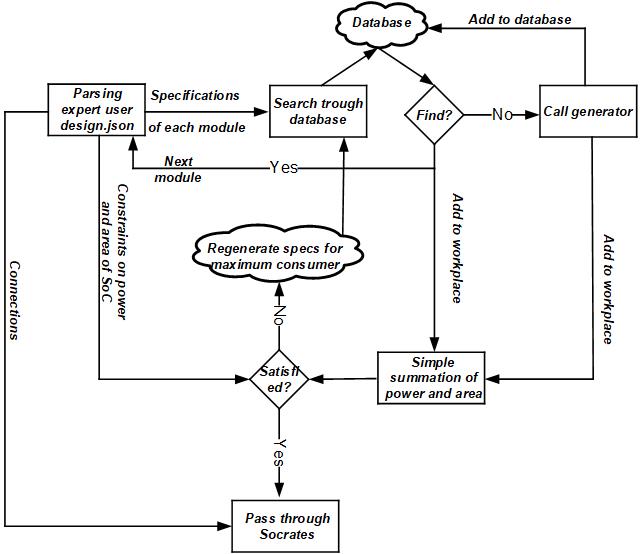 Database
Add to database
Parsing
expert user
design.json
Specifications
of each module
Search trough
database
Find?
No
Call generator
Next
module
Yes
Constraints on power
and area of SoC
Add to workplace
Add to workplace
Regenerate specs for
maximum consumer
Connections
No
Satisfi
ed?
Simple
summation of
power and area
Yes
Pass through
Socrates